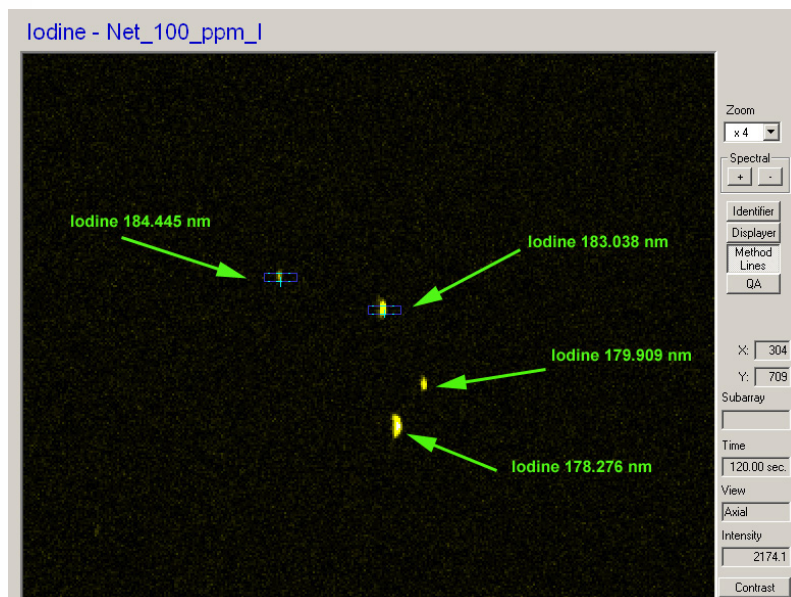 Iodine - Net_100_ppm_I
Zoom
x 4
Spectral
+ -
Identifier
Displayer
Method
Lines
QA
X: 304
Y: 709
Subarray
Time
120.00 sec.
View
Axial
Intensity
2174.1
Contrast
Iodine 184.445 nm
Iodine 183.038 nm
Iodine 179.909 nm
Iodine 178.276 nm